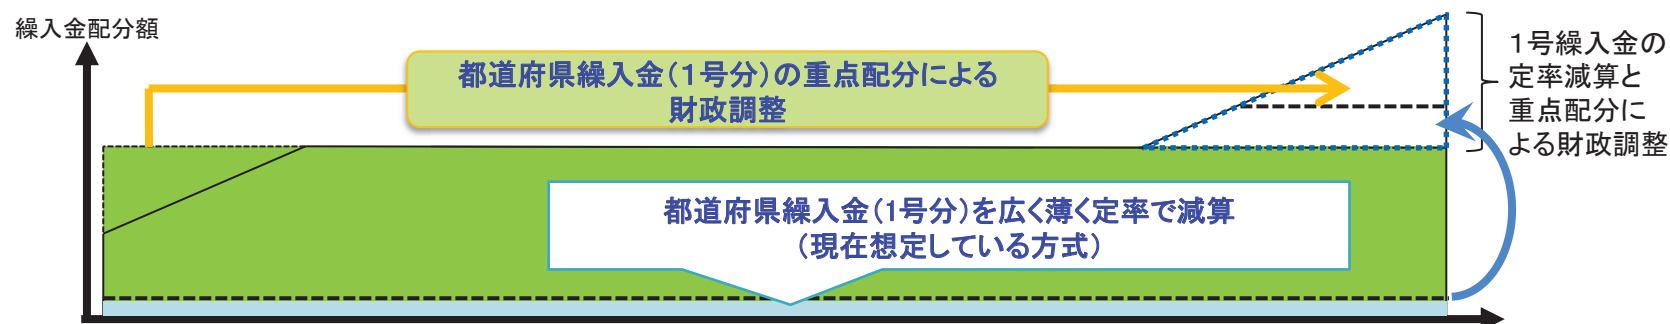 繰入金配分額
都道府県繰入金（１号分）の重点配分による
財政調整
１号繰入金の
定率減算と
重点配分に
よる財政調整
都道府県繰入金（1号分）を広く薄く定率で減算
（現在想定している方式）